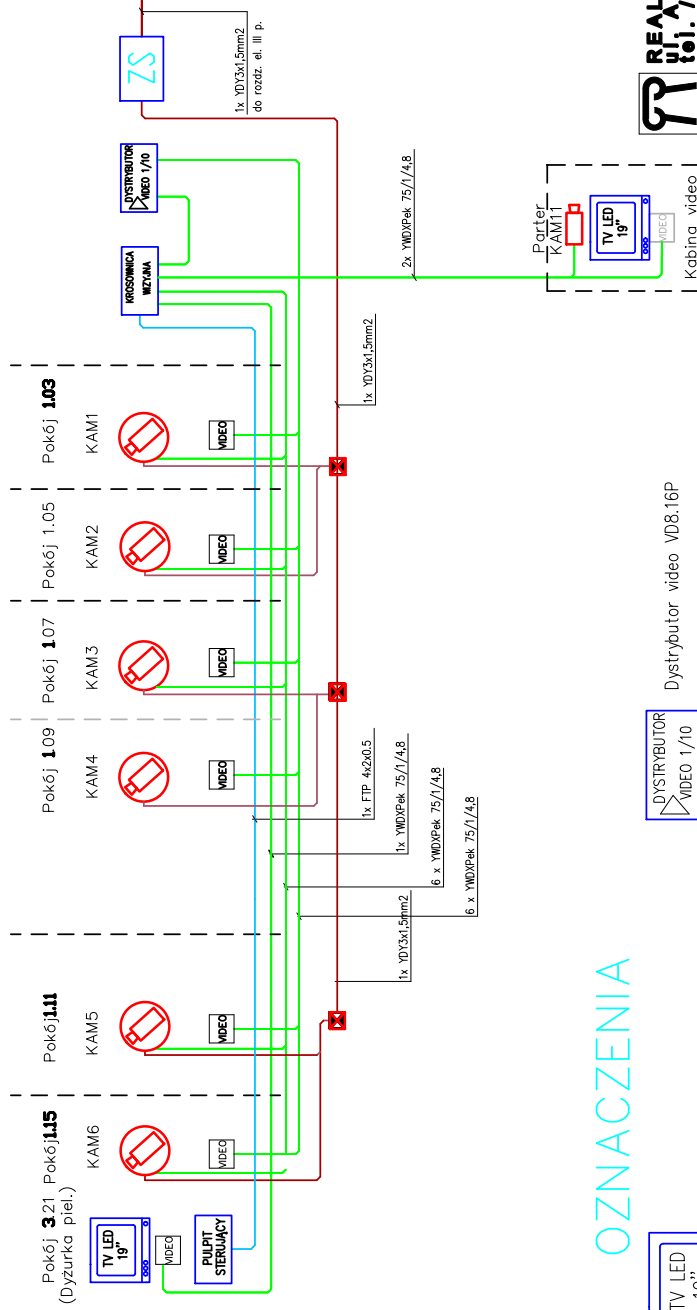 Pokój 3.21
(Dyżurka piel.)
TV LED
19"
VIDEO
PULPIT
STERUJĄCY
Pokój 1.15
KAM6
VIDEO
Pokój 1.11
KAM5
VIDEO
Pokój 1.09
KAM4
VIDEO
Pokój 1.07
KAM3
VIDEO
Pokój 1.05
KAM2
VIDEO
Pokój 1.03
KAM1
VIDEO
KROSOWNICA
WIZYJNA
DYSTRYBUTOR
VIDEO 1/10
ZS
1x YDY3x1,5mm2
do rozdz. el. III p.
1x YDY3x1,5mm2
1x FTP 4x2x0.5
1x YWDXPek 75/1/4,8
6 x YWDXPek 75/1/4,8
6 x YWDXPek 75/1/4,8
1x YDY3x1,5mm2
2x YWDXPek 75/1/4,8
Parter
KAM11
TV LED
19"
VIDEO
Kabina video
OZNACZENIA
TV LED
DYSTRYBUTOR
VIDEO 1/10
Dystrybutor video VD8.16P
REAL
ul. A
tel. /